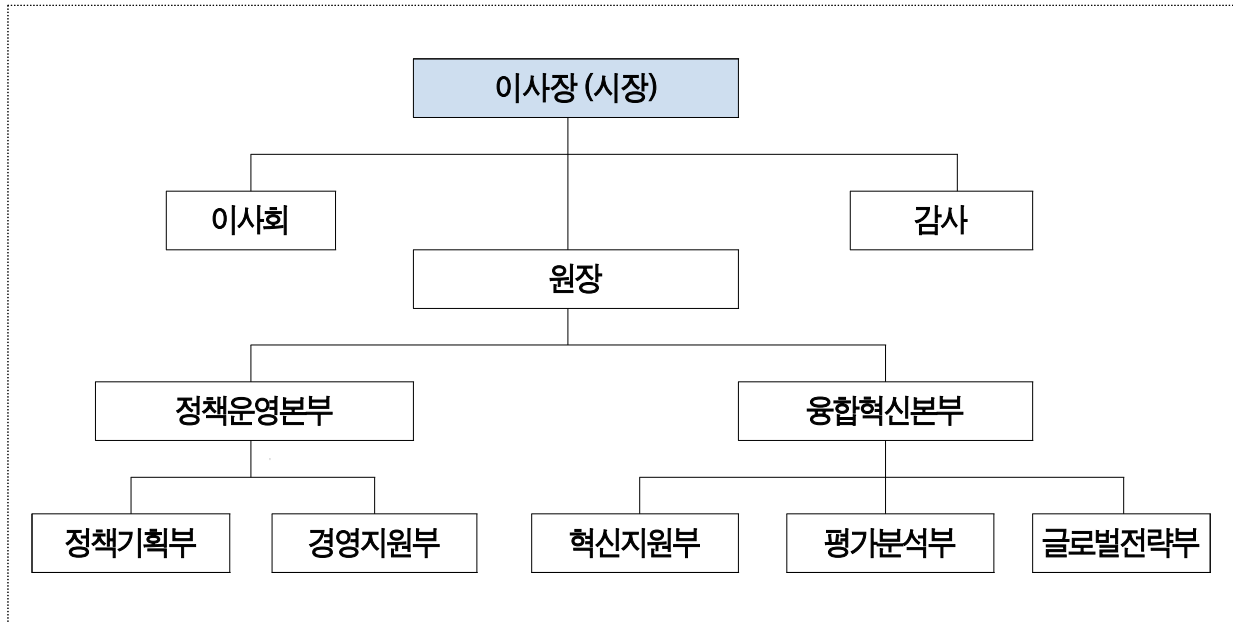 이사장 (시장)
이사회
감사
원장
정책운영본부
융합혁신본부
정책기획부
경영지원부
혁신지원부
평가분석부
글로벌전략부